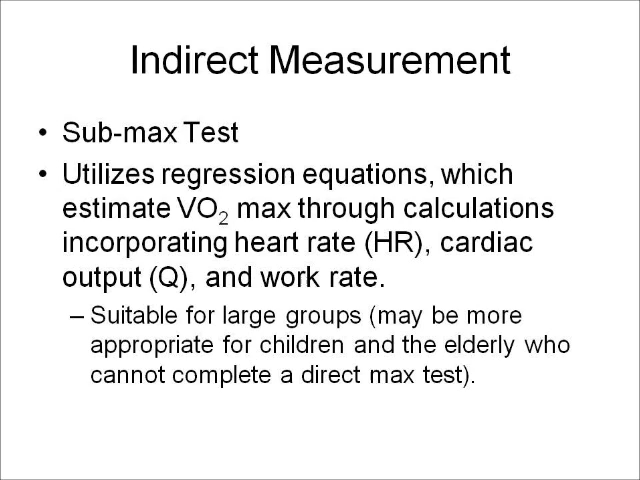 Indirect Measurement
• Sub-max Test
• Utilizes regression equations, which
estimate VO₂ max through calculations
incorporating heart rate (HR), cardiac
output (Q), and work rate.
– Suitable for large groups (may be more
appropriate for children and the elderly who
cannot complete a direct max test).